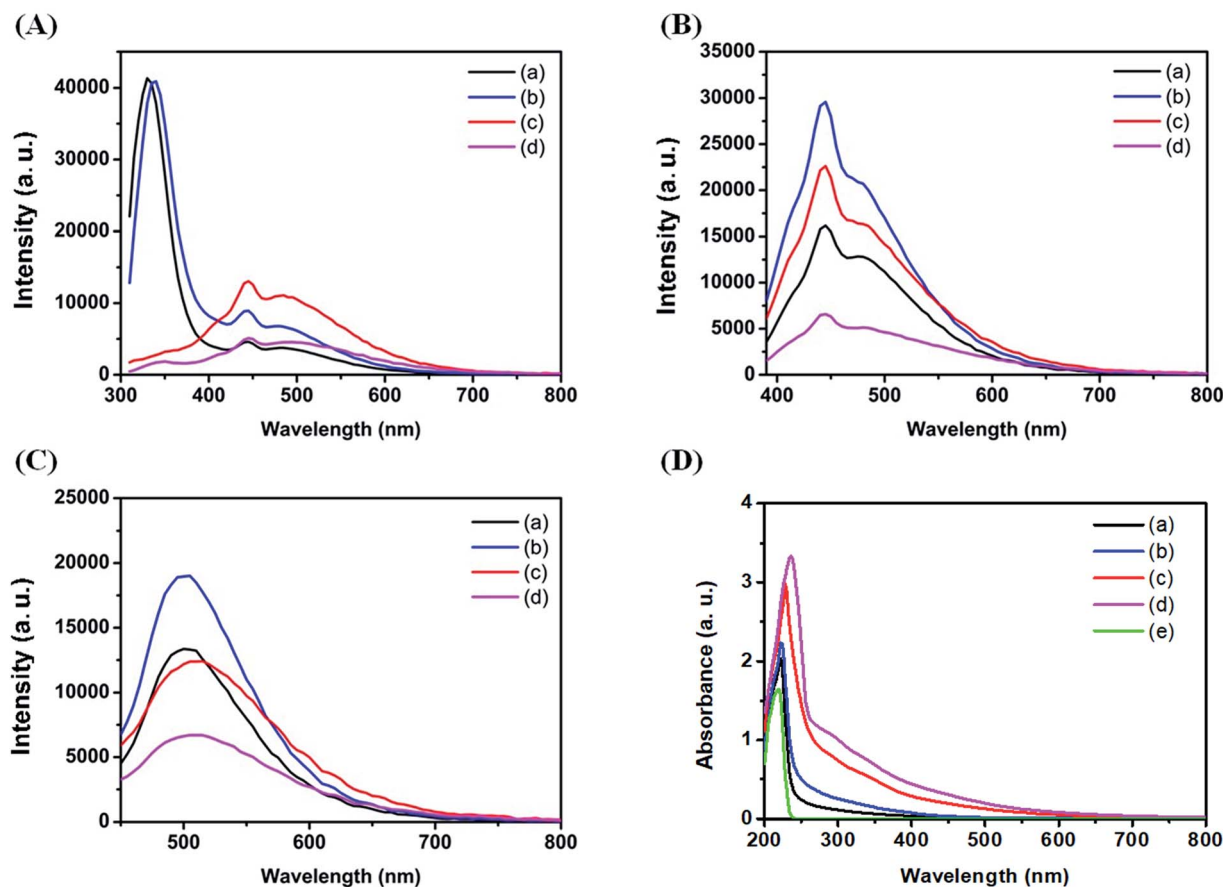 (A)
Intensity (a. u.)
40000
30000
20000
10000
0
300 400 500 600 700 800
Wavelength (nm)
(a)
(b)
(c)
(d)
(B)
Intensity (a. u.)
35000
30000
25000
20000
15000
10000
5000
0
400 500 600 700 800
Wavelength (nm)
(a)
(b)
(c)
(d)
(C)
Intensity (a. u.)
25000
20000
15000
10000
5000
0
500 600 700 800
Wavelength (nm)
(a)
(b)
(c)
(d)
(D)
Absorbance (a. u.)
4
3
2
1
0
200 300 400 500 600 700 800
Wavelength (nm)
(a)
(b)
(c)
(d)
(e)